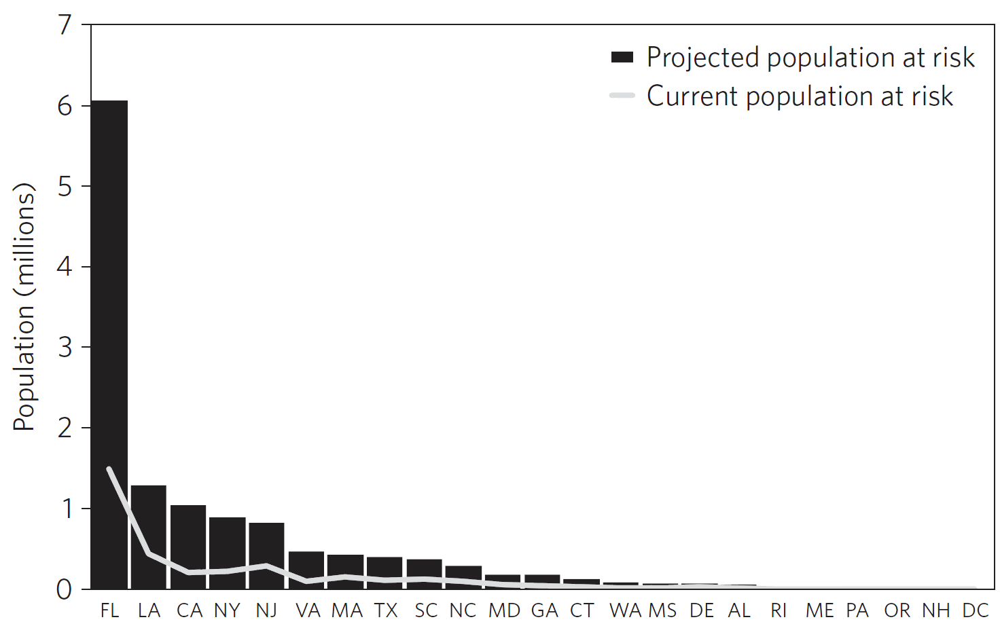 7
6
5
4
3
2
1
0
Population (millions)
Projected population at risk
Current population at risk
FL LA CA NY NJ VA MA TX SC NC MD GA CT WA MS DE AL RI ME PA OR NH DC